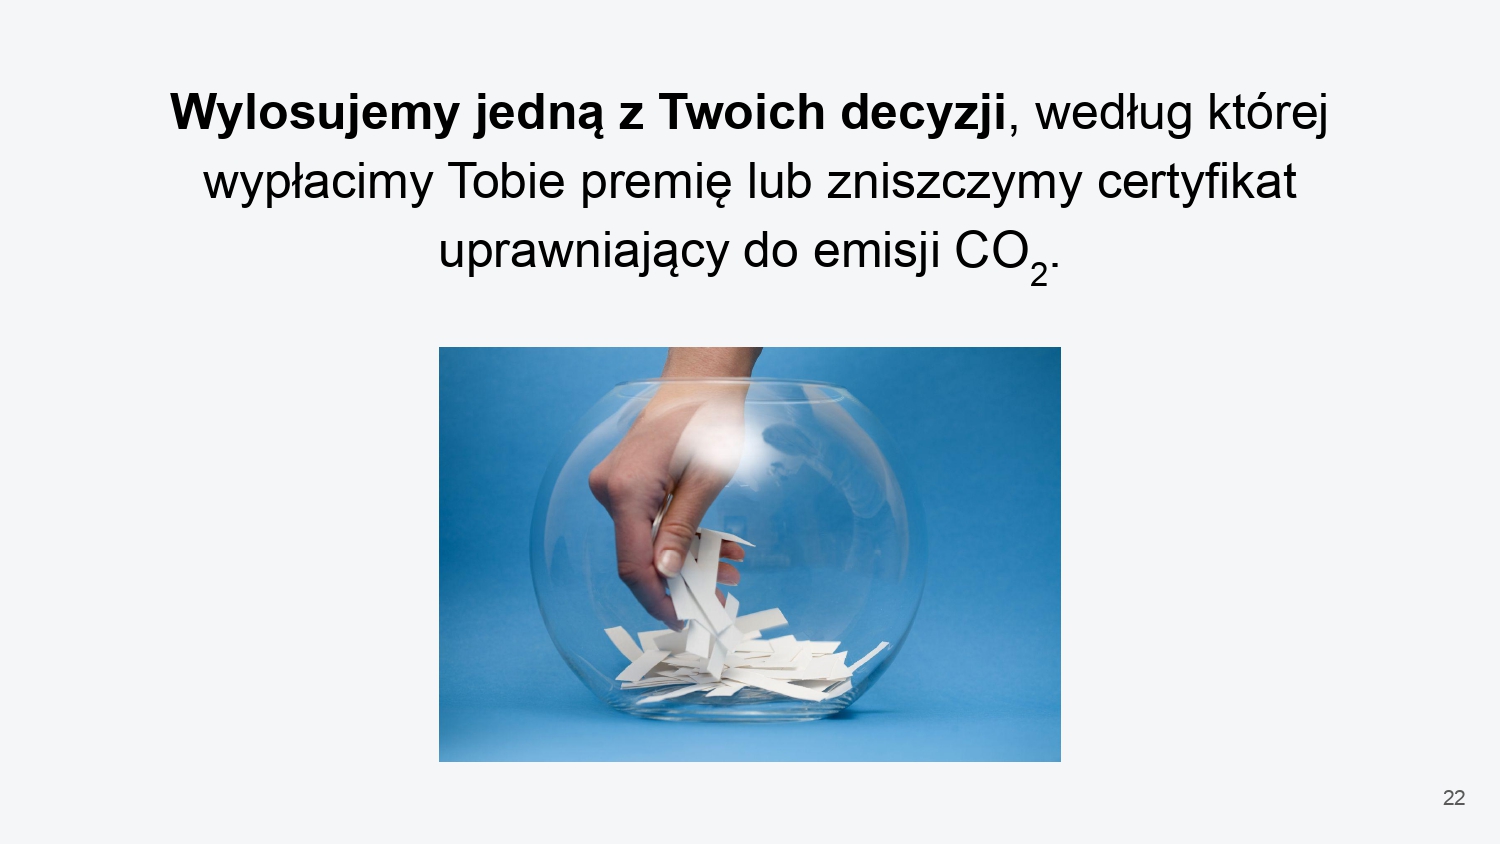 Wylosujemy jedną z Twoich decyzji, według której
wypłacimy Tobie premię lub zniszczymy certyfikat
uprawniający do emisji CO₂.
22